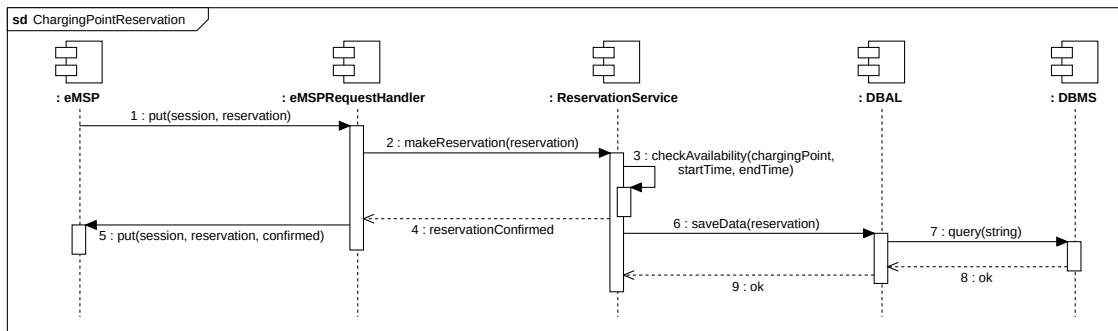 sd ChargingPointReservation
: eMSP
: eMSPRequestHandler
: ReservationService
: DBAL
: DBMS
1 : put(session, reservation)
2 : makeReservation(reservation)
3 : checkAvailability(chargingPoint,
startTime, endTime)
4 : reservationConfirmed
5 : put(session, reservation, confirmed)
6 : saveData(reservation)
7 : query(string)
8 : ok
9 : ok